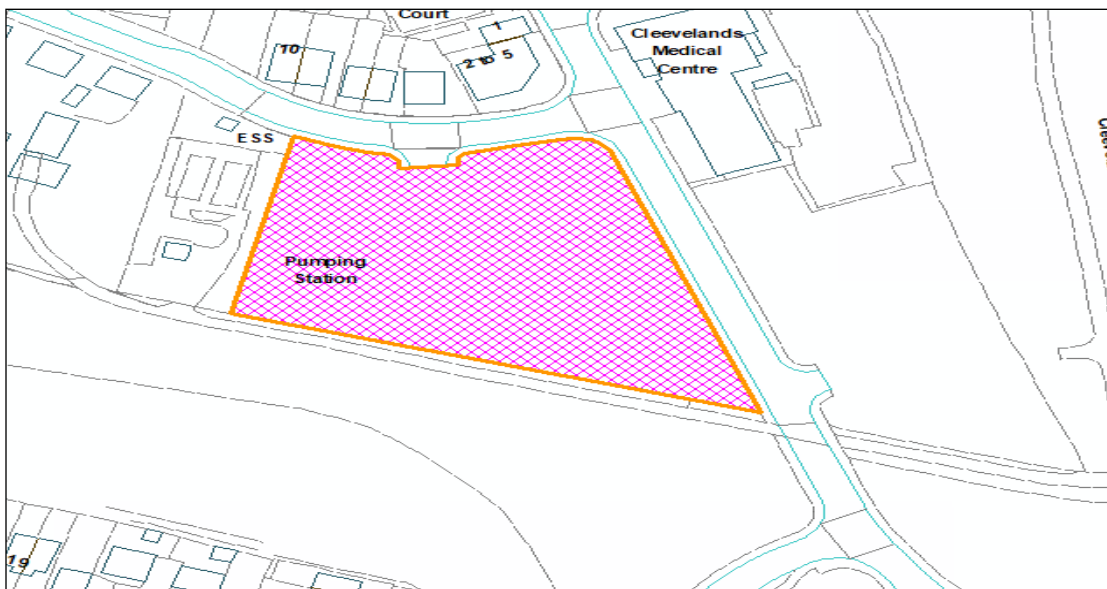 Court
1
2 to 5
10
Cleevelands
Medical
Centre
ESS
Pumping
Station
19